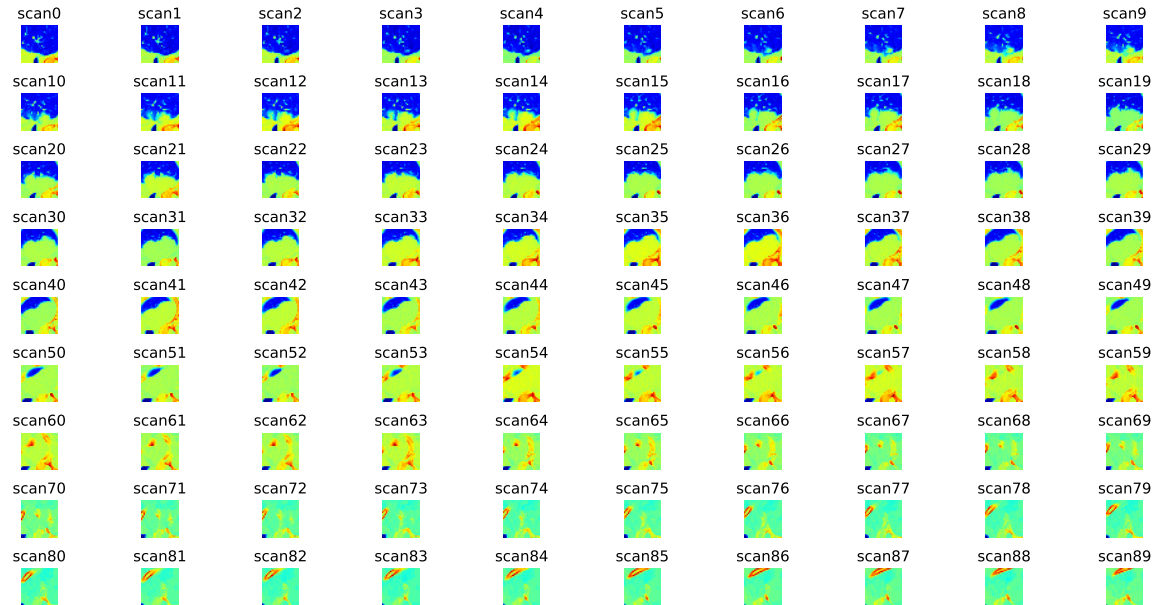 scan0 scan1 scan2 scan3 scan4 scan5 scan6 scan7 scan8 scan9
scan10 scan11 scan12 scan13 scan14 scan15 scan16 scan17 scan18 scan19
scan20 scan21 scan22 scan23 scan24 scan25 scan26 scan27 scan28 scan29
scan30 scan31 scan32 scan33 scan34 scan35 scan36 scan37 scan38 scan39
scan40 scan41 scan42 scan43 scan44 scan45 scan46 scan47 scan48 scan49
scan50 scan51 scan52 scan53 scan54 scan55 scan56 scan57 scan58 scan59
scan60 scan61 scan62 scan63 scan64 scan65 scan66 scan67 scan68 scan69
scan70 scan71 scan72 scan73 scan74 scan75 scan76 scan77 scan78 scan79
scan80 scan81 scan82 scan83 scan84 scan85 scan86 scan87 scan88 scan89